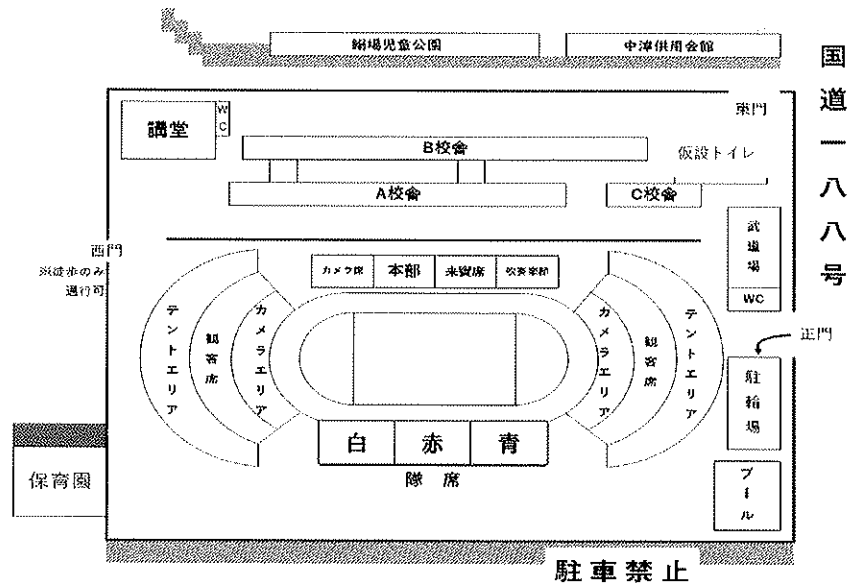 児童公園
中津供用会館
国道一八八号
講堂
WC
東門
B校舎
仮設トイレ
A校舎
C校舎
武道場
WC
西門
※徒歩のみ
通行可
カメラ席
本部
来賓席
吹奏楽部
テントエリア
観客席
カメラエリア
カメラエリア
観客席
テントエリア
正門
駐輪場
白
赤
青
隊席
保育園
プール
駐車禁止